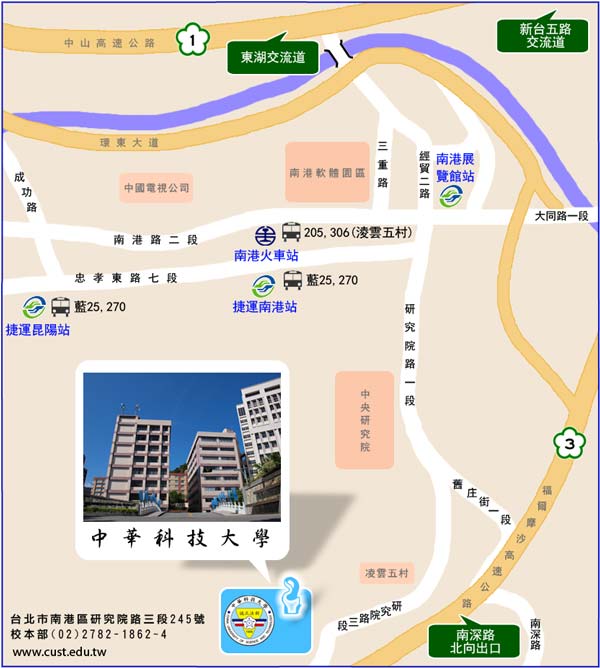 新台五路
交流道
中山高速公路
1
東湖交流道
環東大道
三重路
經貿二路
南港展
覽館站
成功路
中國電視公司
南港軟體園區
大同路一段
南港路二段
205,306(淩雲五村)
南港火車站
忠孝東路七段
藍25,270
捷運南港站
藍25,270
捷運昆陽站
研究院路一段
中央研究院
3
舊庄街一段
福爾摩沙高速公路
中華科技大學
凌雲五村
研究院路三段
南深路
北向出口
南深路
台北市南港區研究院路三段245號
校本部(02)2782-1862~4
www.cust.edu.tw